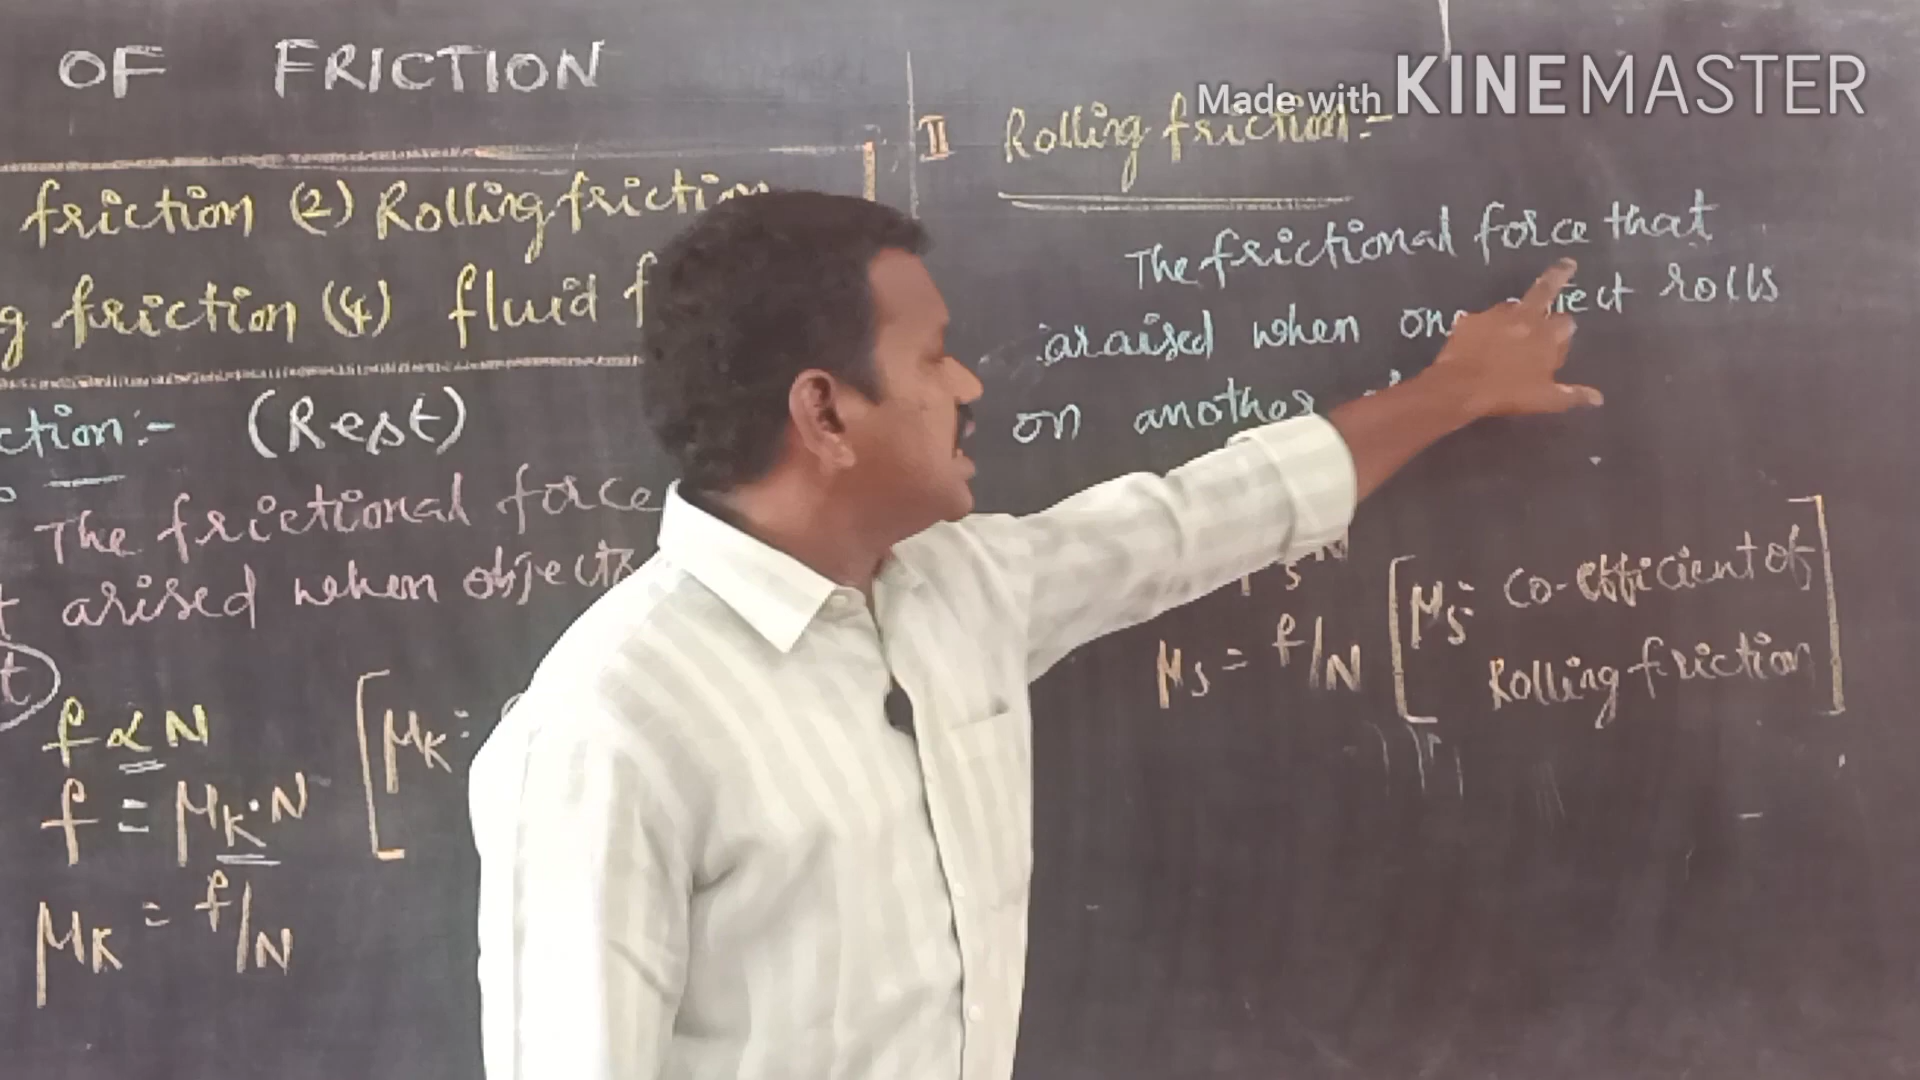 OF FRICTION
friction (2) Rolling friction
g friction (4) fluid f
ction:- (Rest)
The frictional force
t arised when objects
t
f ∝ N
f = μK·N
[μK =
μK = f/N
Made with KINEMASTER
II Rolling friction:-
The frictional force that
araised when one object rolls
on another
μs = f/N [μs = Co-efficient of
Rolling friction]